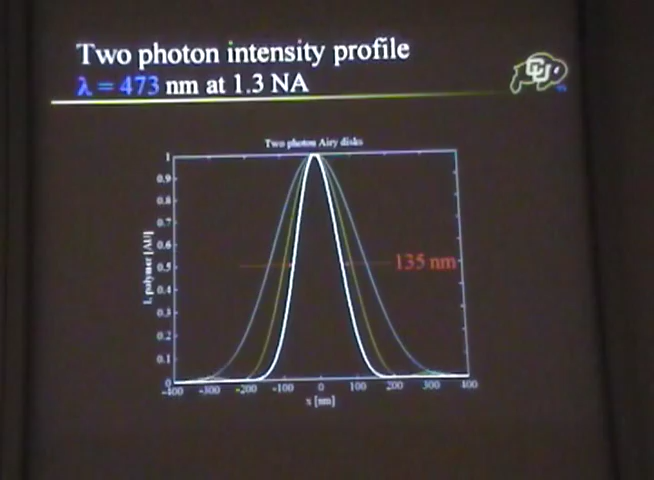 Two photon intensity profile
λ = 473 nm at 1.3 NA
CU
Two photon Airy disks
1
0.9
0.8
0.7
0.6
0.5
0.4
0.3
0.2
0.1
0
I, polymer [AU]
135 nm
-400 -300 -200 -100 0 100 200 300 400
x [nm]